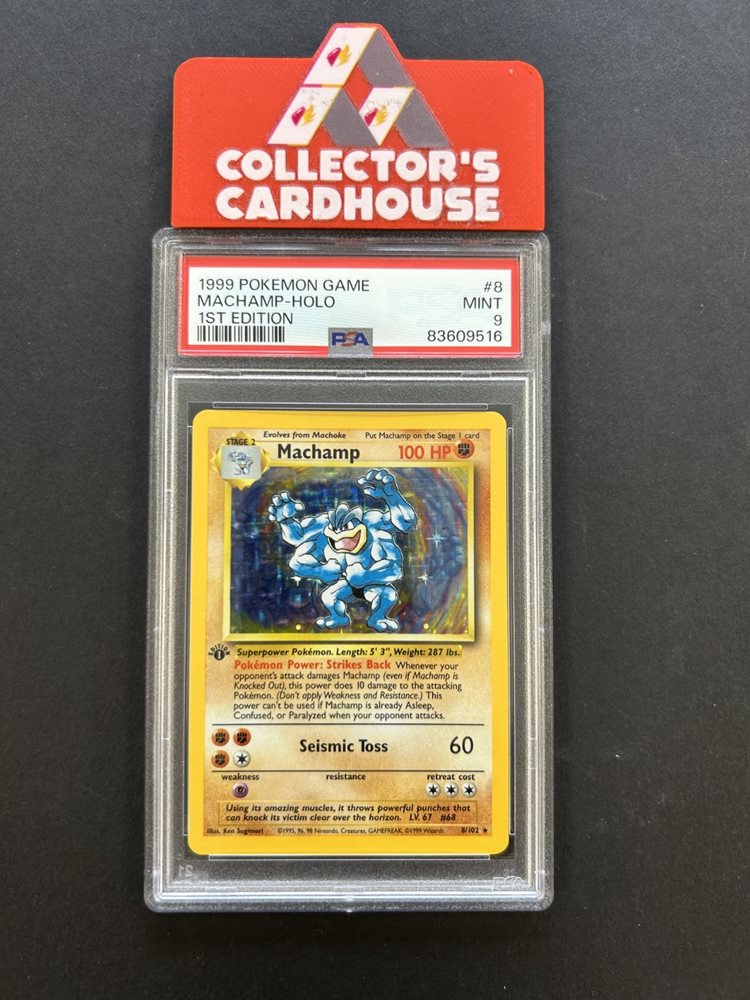 COLLECTOR'S
CARDHOUSE
1999 POKEMON GAME #8
MACHAMP-HOLO MINT
1ST EDITION 9
PSA 83609516
Evolves from Machoke Put Machamp on the Stage 1 card
STAGE 2
Machamp 100 HP
Superpower Pokémon. Length: 5' 3", Weight: 287 lbs.
EDITION
1
Pokémon Power: Strikes Back Whenever your
opponent's attack damages Machamp (even if Machamp is
Knocked Out), this power does 10 damage to the attacking
Pokémon. (Don't apply Weakness and Resistance.) This
power can't be used if Machamp is already Asleep,
Confused, or Paralyzed when your opponent attacks.
Seismic Toss 60
weakness resistance retreat cost
Using its amazing muscles, it throws powerful punches that
can knock its victim clear over the horizon. LV. 67 #68
Illus. Ken Sugimori ©1995, 96, 98 Nintendo, Creatures, GAMEFREAK. ©1999 Wizards. 8/102 ★
PSA